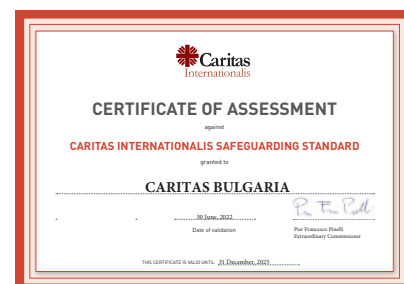 Caritas
Internationalis
CERTIFICATE OF ASSESSMENT
against
CARITAS INTERNATIONALIS SAFEGUARDING STANDARD
granted to
CARITAS BULGARIA
30 June, 2022
Date of validation
Pier Francesco Pinelli
Extraordinary Commissioner
THIS CERTIFICATE IS VALID UNTIL 31 December, 2025